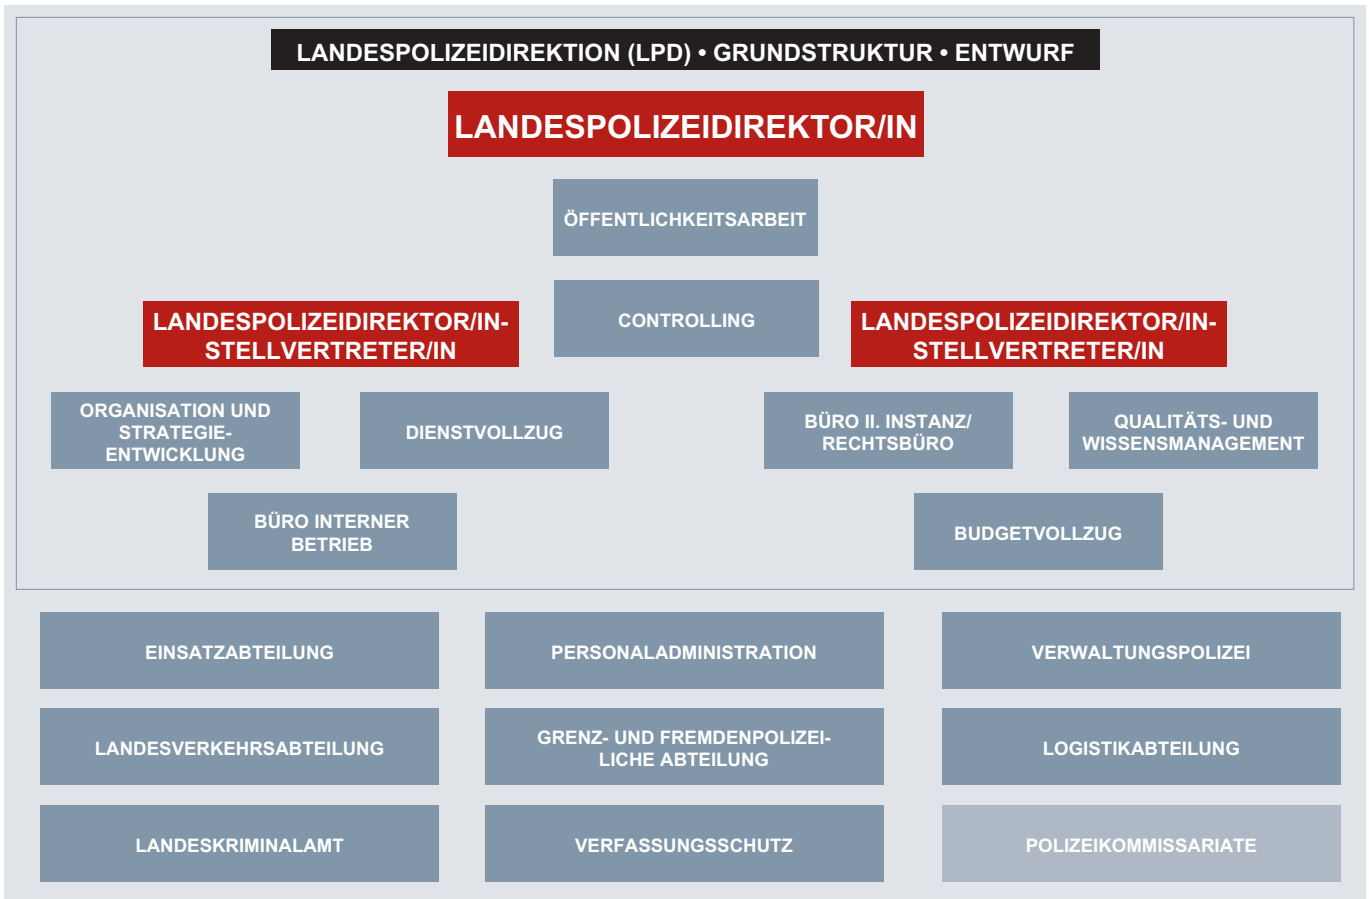 LANDESPOLIZEIDIREKTION (LPD) • GRUNDSTRUKTUR • ENTWURF
LANDESPOLIZEIDIREKTOR/IN
ÖFFENTLICHKEITSARBEIT
CONTROLLING
LANDESPOLIZEIDIREKTOR/IN-
STELLVERTRETER/IN
LANDESPOLIZEIDIREKTOR/IN-
STELLVERTRETER/IN
ORGANISATION UND
STRATEGIE-
ENTWICKLUNG
DIENSTVOLLZUG
BÜRO II. INSTANZ/
RECHTSBÜRO
QUALITÄTS- UND
WISSENSMANAGEMENT
BÜRO INTERNER
BETRIEB
BUDGETVOLLZUG
EINSATZABTEILUNG
PERSONALADMINISTRATION
VERWALTUNGSPOLIZEI
LANDESVERKEHRSABTEILUNG
GRENZ- UND FREMDENPOLIZEI-
LICHE ABTEILUNG
LOGISTIKABTEILUNG
LANDESKRIMINALAMT
VERFASSUNGSSCHUTZ
POLIZEIKOMMISSARIATE